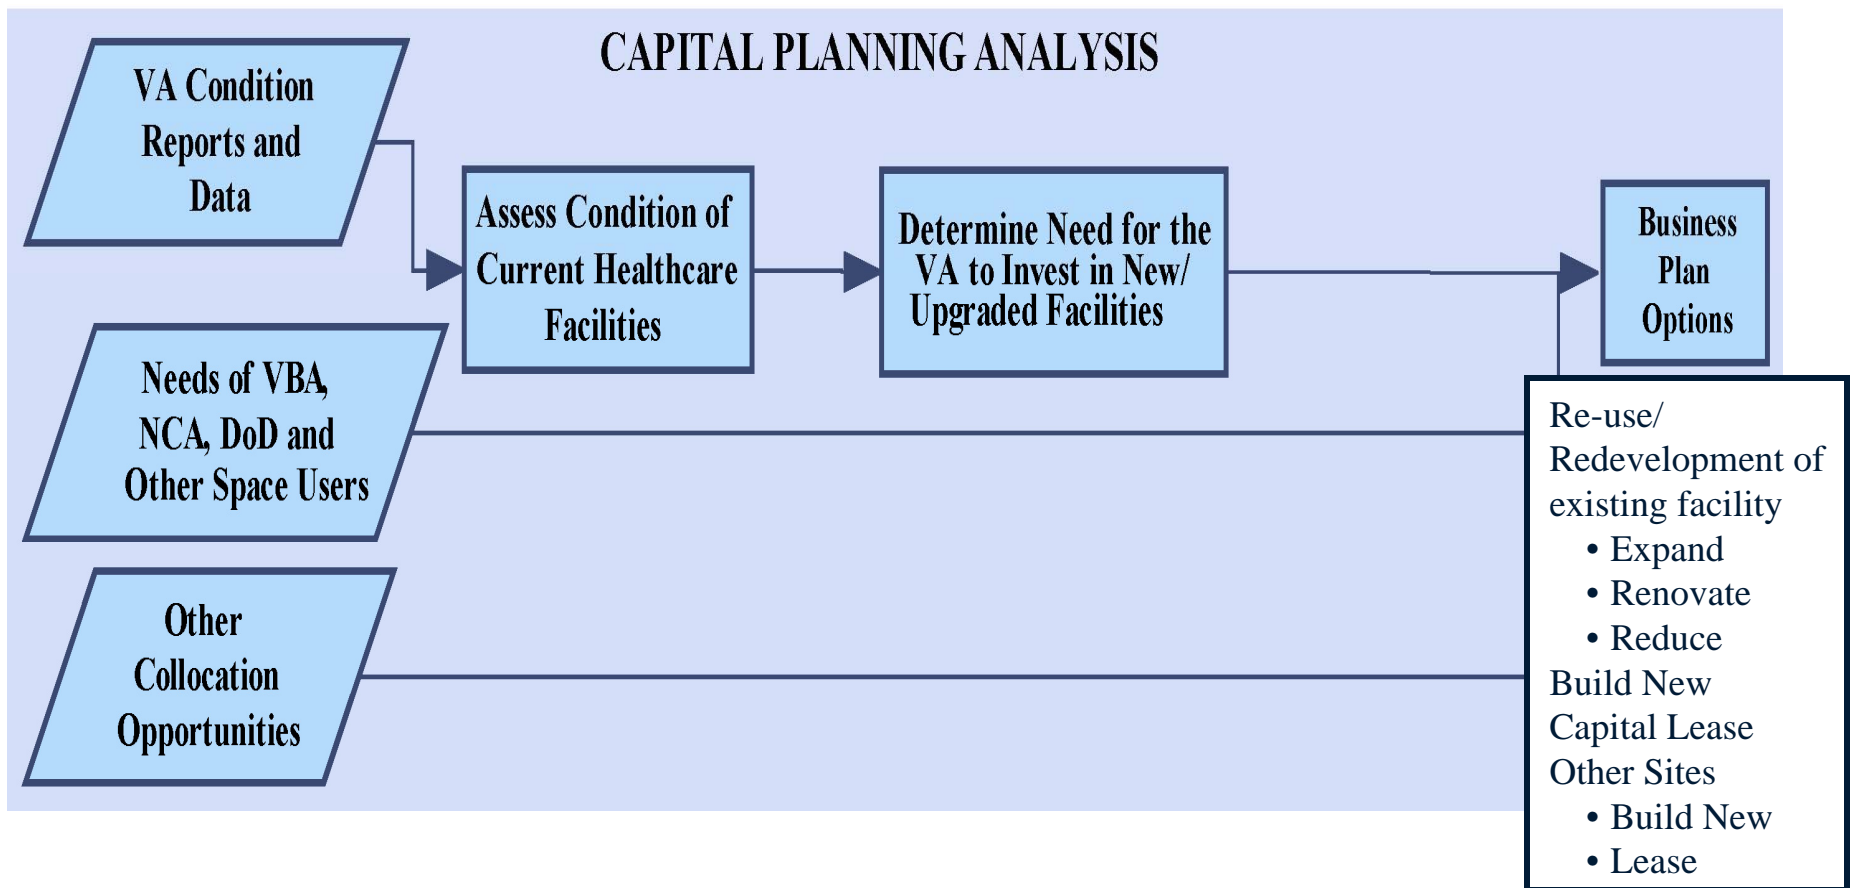 CAPITAL PLANNING ANALYSIS
VA Condition
Reports and
Data
Assess Condition of
Current Healthcare
Facilities
Determine Need for the
VA to Invest in New/
Upgraded Facilities
Business
Plan
Options
Needs of VBA,
NCA, DoD and
Other Space Users
Other
Collocation
Opportunities
Re-use/
Redevelopment of
existing facility
• Expand
• Renovate
• Reduce
Build New
Capital Lease
Other Sites
• Build New
• Lease